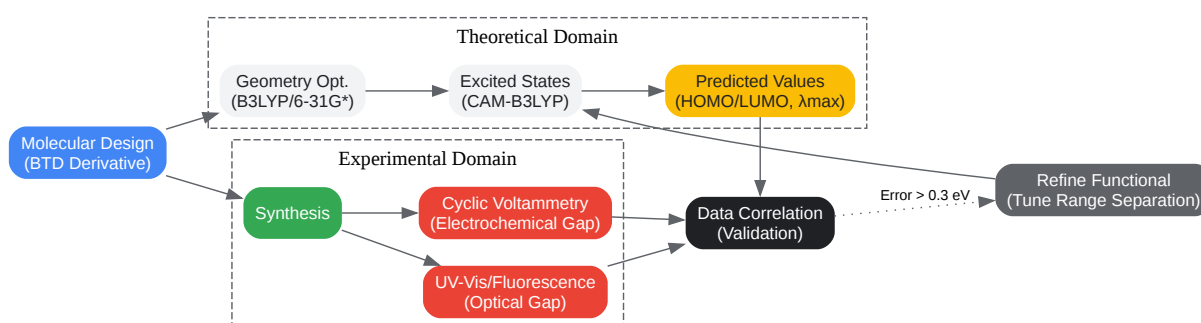 Theoretical Domain
Geometry Opt.
(B3LYP/6-31G*)
Excited States
(CAM-B3LYP)
Predicted Values
(HOMO/LUMO, λmax)
Molecular Design
(BTD Derivative)
Experimental Domain
Synthesis
Cyclic Voltammetry
(Electrochemical Gap)
UV-Vis/Fluorescence
(Optical Gap)
Data Correlation
(Validation)
Error > 0.3 eV
Refine Functional
(Tune Range Separation)